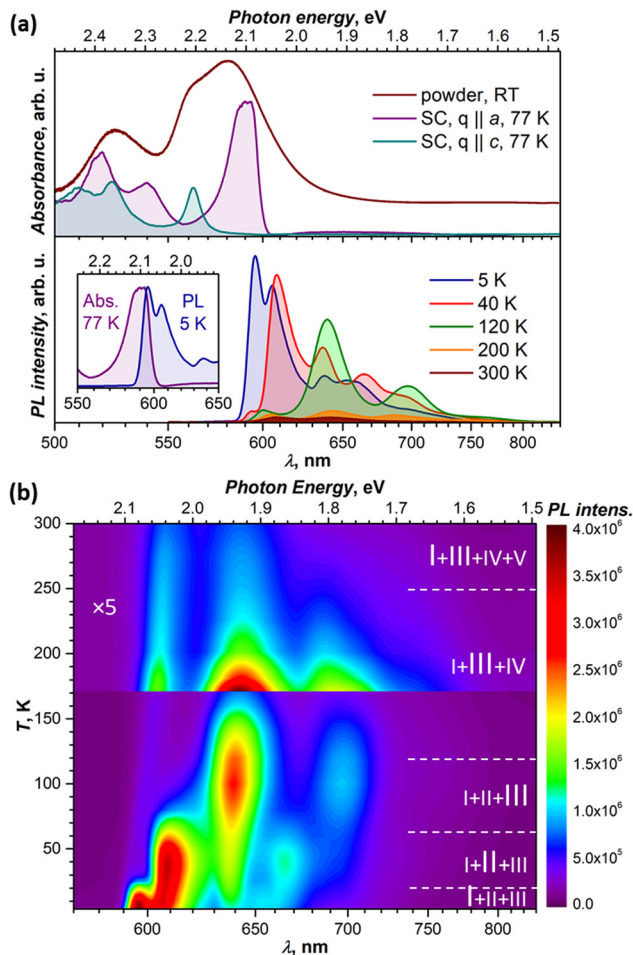 (a)
Photon energy, eV
2.4 2.3 2.2 2.1 2.0 1.9 1.8 1.7 1.6 1.5
Absorbance, arb. u.
powder, RT
SC, q || a, 77 K
SC, q || c, 77 K
PL intensity, arb. u.
2.2 2.1 2.0
Abs. PL
77 K 5 K
550 600 650
5 K
40 K
120 K
200 K
300 K
500 550 600 650 700 750 800
λ, nm
(b)
Photon Energy, eV
2.1 2.0 1.9 1.8 1.7 1.6 1.5
PL intens.
T, K
300
250
200
150
100
50
×5
I+III+IV+V
I+III+IV
I+II+III
I+II+III
I+II+III
4.0x10⁶
3.5x10⁶
3.0x10⁶
2.5x10⁶
2.0x10⁶
1.5x10⁶
1.0x10⁶
5.0x10⁵
0.0
600 650 700 750 800
λ, nm